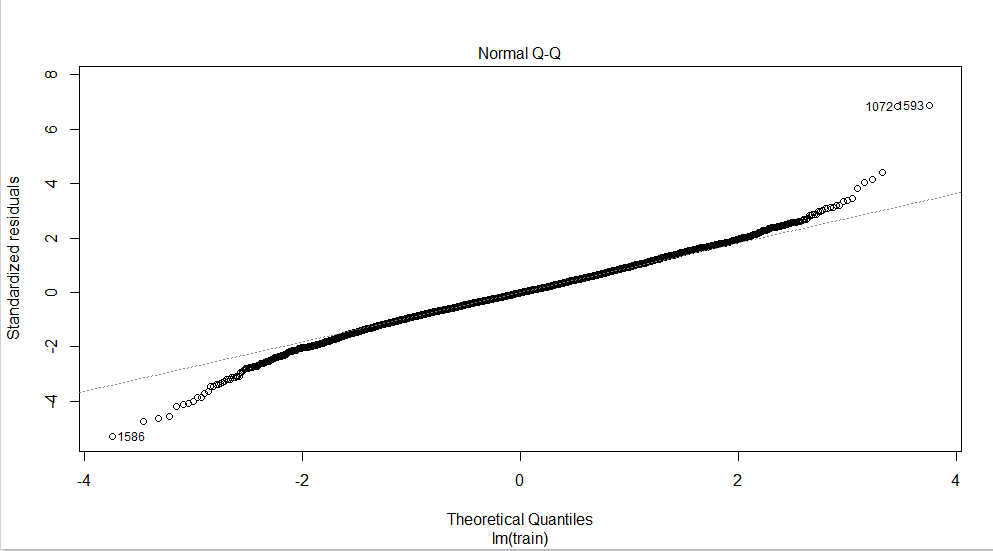 Normal Q-Q
8
6
4
2
0
-2
-4
Standardized residuals
1072
1593
1586
-4 -2 0 2 4
Theoretical Quantiles
lm(train)